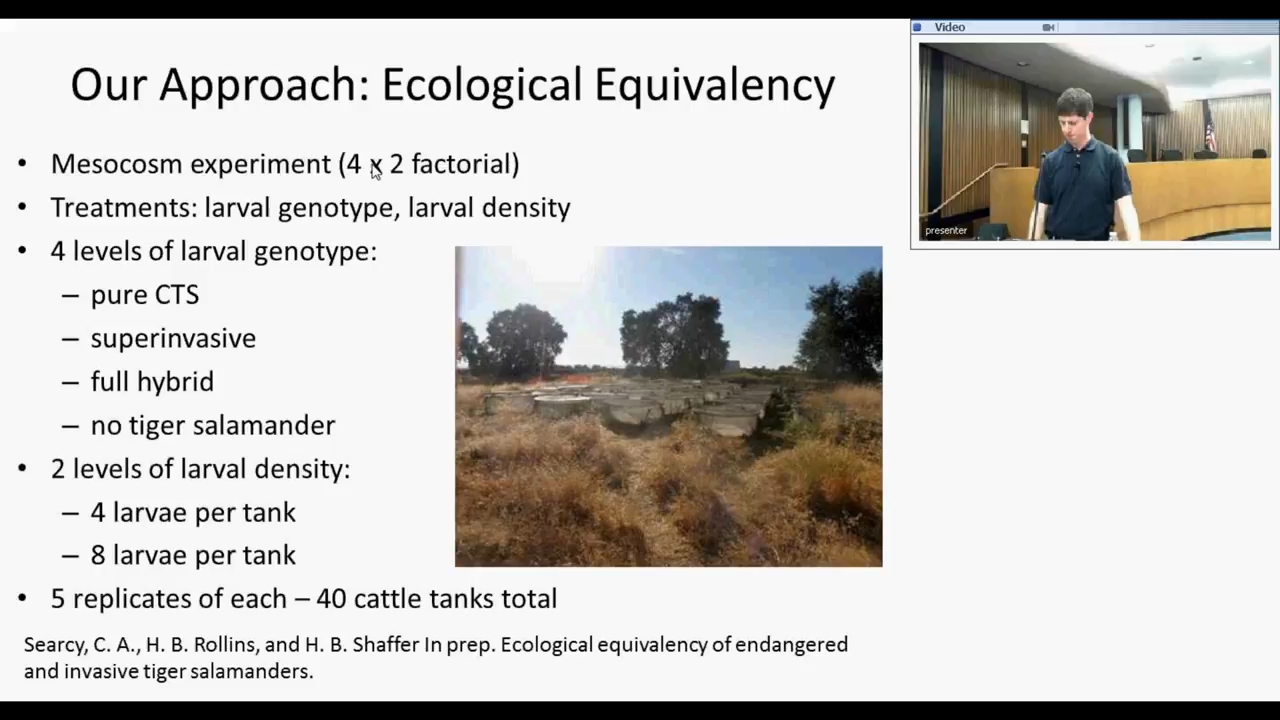 Our Approach: Ecological Equivalency
• Mesocosm experiment (4 x 2 factorial)
• Treatments: larval genotype, larval density
• 4 levels of larval genotype:
– pure CTS
– superinvasive
– full hybrid
– no tiger salamander
• 2 levels of larval density:
– 4 larvae per tank
– 8 larvae per tank
• 5 replicates of each – 40 cattle tanks total
Searcy, C. A., H. B. Rollins, and H. B. Shaffer In prep. Ecological equivalency of endangered
and invasive tiger salamanders.
Video
presenter